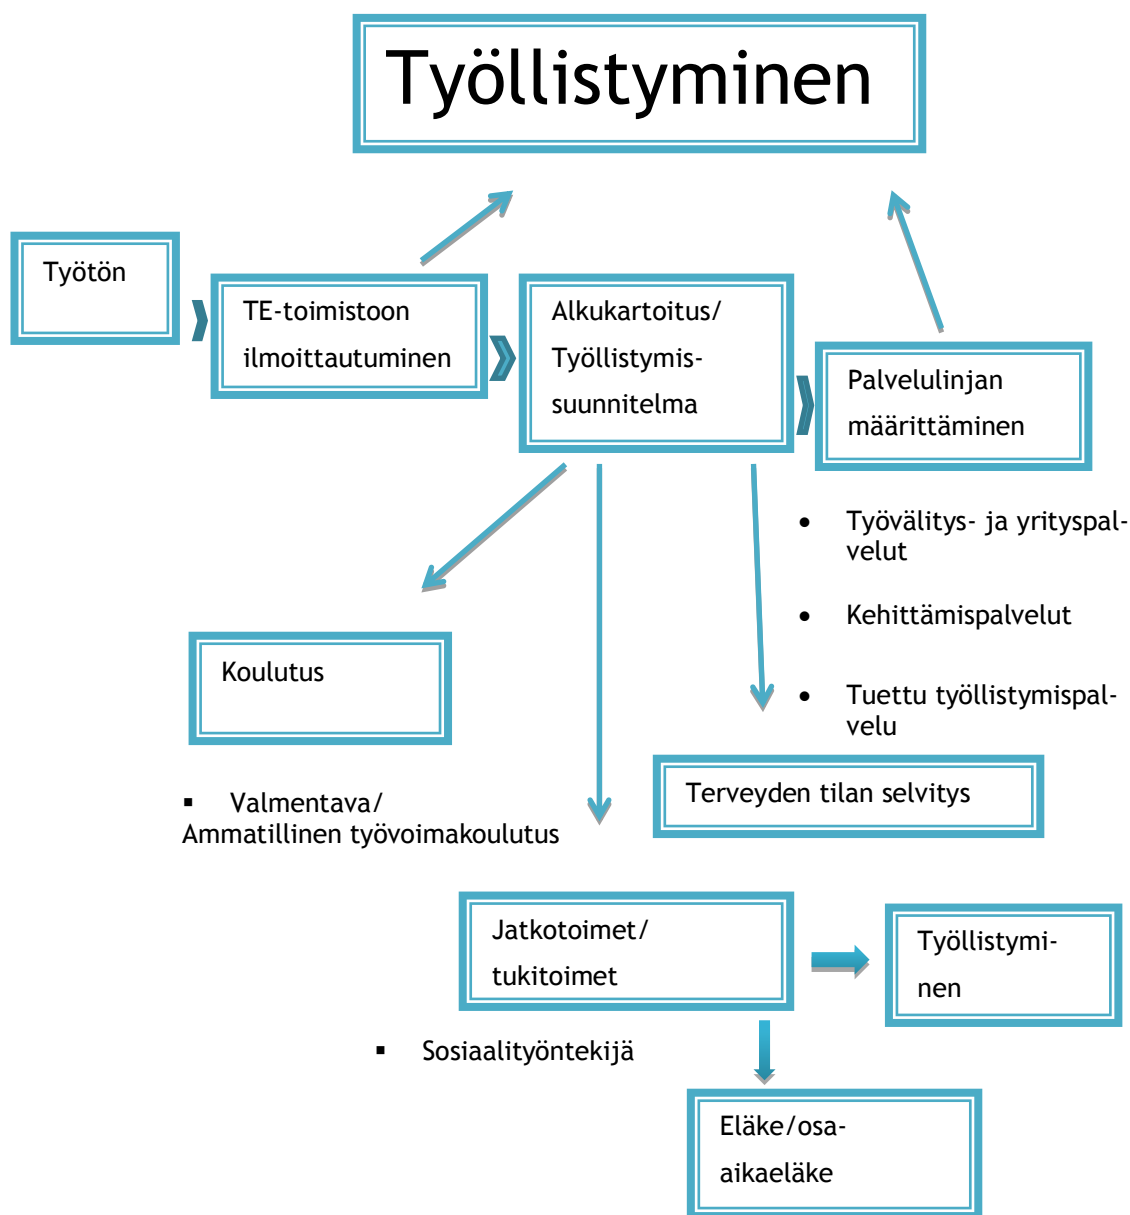 Työllistyminen
Työtön
TE-toimistoon
ilmoittautuminen
Alkukartoitus/
Työllistymis-
suunnitelma
Palvelulinjan
määrittäminen
• Työvälitys- ja yrityspal-
velut
• Kehittämispalvelut
• Tuettu työllistymispal-
velu
Koulutus
▪ Valmentava/
Ammatillinen työvoimakoulutus
Terveyden tilan selvitys
Jatkotoimet/
tukitoimet
Työllistymi-
nen
▪ Sosiaalityöntekijä
Eläke/osa-
aikaeläke